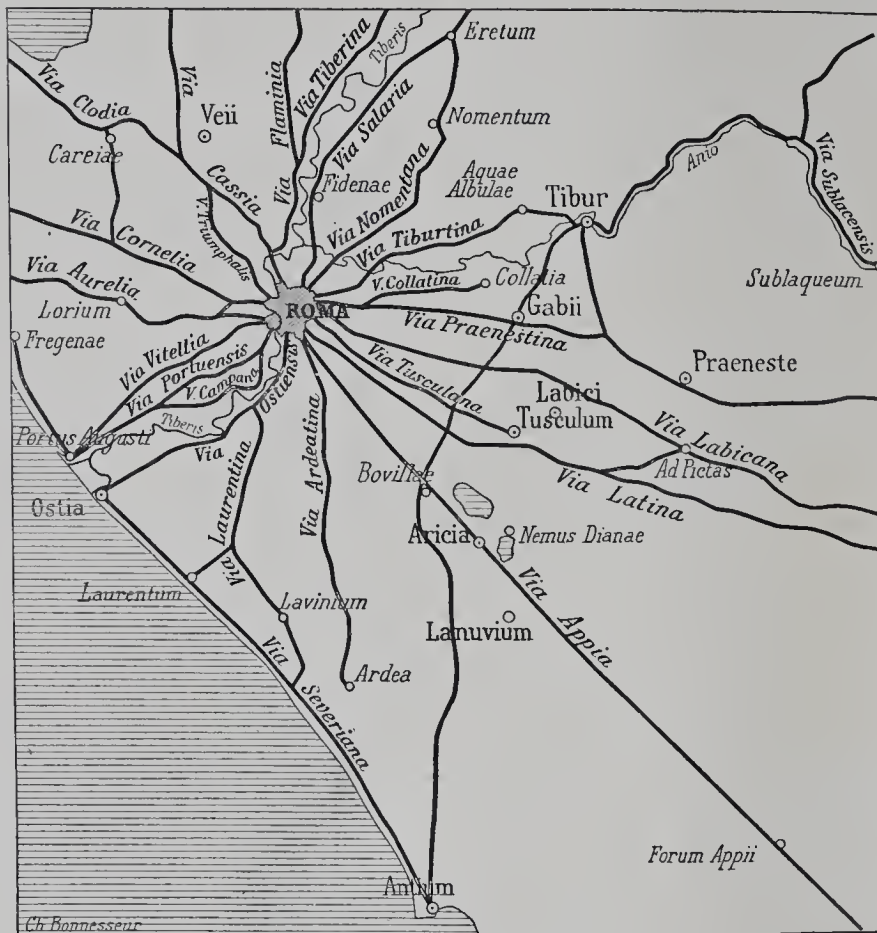 Eretum
Via Clodia
Via
Cassia
Veii
Via
Flaminia
Via Tiberina
Tiberis
Via Salaria
Nomentum
Careiae
V. Triumphalis
Fidenae
Via Nomentana
Aquae
Albulae
Tibur
Anio
Via Sublacensis
Via Cornelia
Via Tiburtina
Via Aurelia
V. Collatina
Collatia
Sublaqueum
Lorium
ROMA
Gabii
Fregenae
Via Praenestina
Via Vitellia
Via Portuensis
V. Campana
Via Tusculana
Praeneste
Labici
Tusculum
Via
Ostiensis
Tiberis
Portus Augusti
Via Labicana
Ad Pictas
Via Latina
Ostia
Via
Laurentina
Via Ardeatina
Bovillae
Aricia
Nemus Dianae
Laurentum
Lavinium
Lanuvium
Via Appia
Via Severiana
Ardea
Forum Appii
Anthim
Ch Bonnesseur